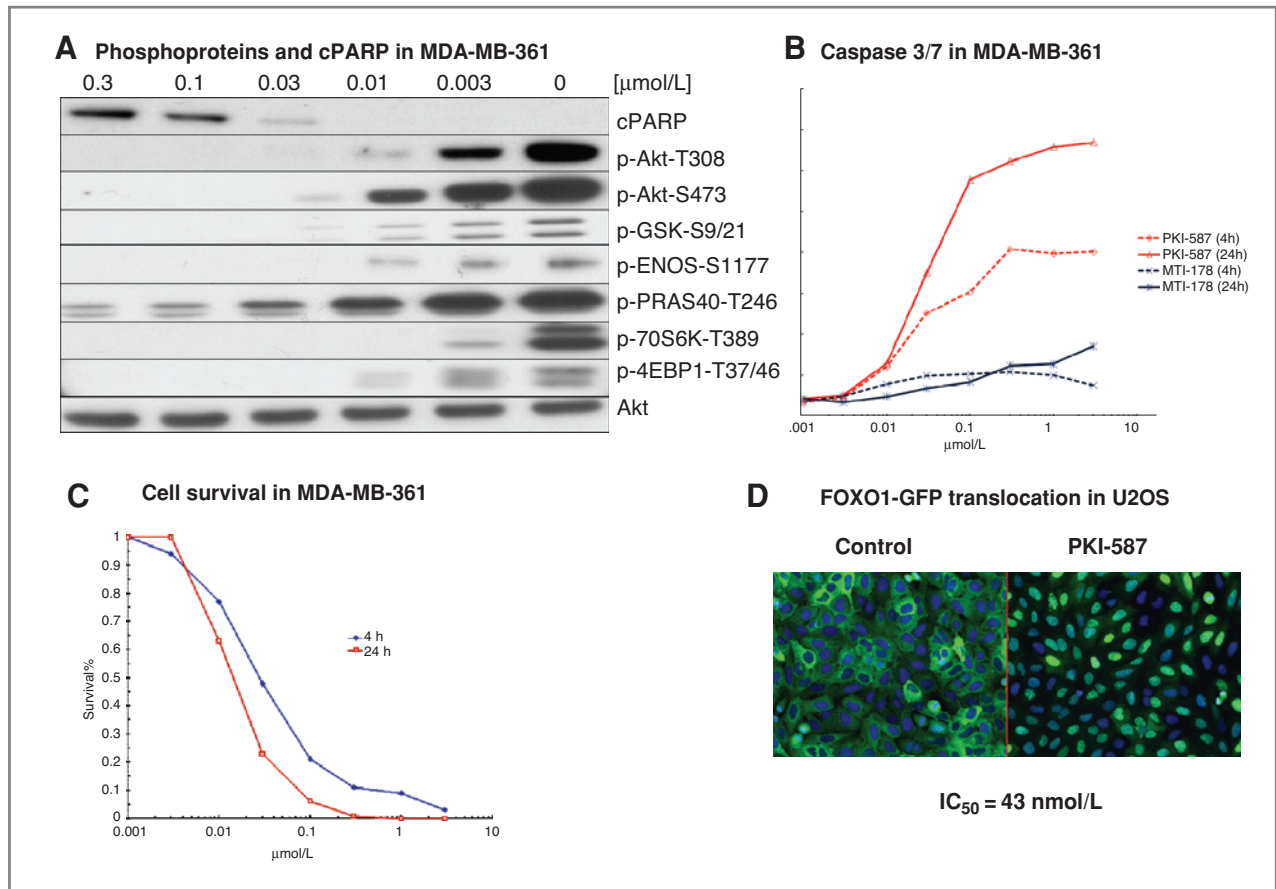 A Phosphoproteins and cPARP in MDA-MB-361
0.3 0.1 0.03 0.01 0.003 0 [μmol/L]
cPARP
p-Akt-T308
p-Akt-S473
p-GSK-S9/21
p-ENOS-S1177
p-PRAS40-T246
p-70S6K-T389
p-4EBP1-T37/46
Akt
B Caspase 3/7 in MDA-MB-361
PKI-587 (4h)
PKI-587 (24h)
MTI-178 (4h)
MTI-178 (24h)
.001 0.01 0.1 1 10
μmol/L
C Cell survival in MDA-MB-361
1
0.9
0.8
0.7
0.6
0.5
0.4
0.3
0.2
0.1
0
Survival%
4 h
24 h
0.001 0.01 0.1 1 10
μmol/L
D FOXO1-GFP translocation in U2OS
Control PKI-587
IC50 = 43 nmol/L